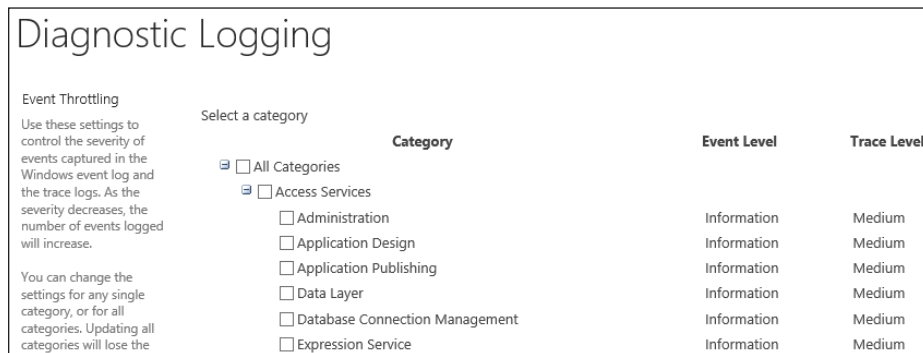 Diagnostic Logging
Event Throttling
Use these settings to
control the severity of
events captured in the
Windows event log and
the trace logs. As the
severity decreases, the
number of events logged
will increase.
You can change the
settings for any single
category, or for all
categories. Updating all
categories will lose the
Select a category
Category Event Level Trace Level
All Categories
Access Services
Administration Information Medium
Application Design Information Medium
Application Publishing Information Medium
Data Layer Information Medium
Database Connection Management Information Medium
Expression Service Information Medium